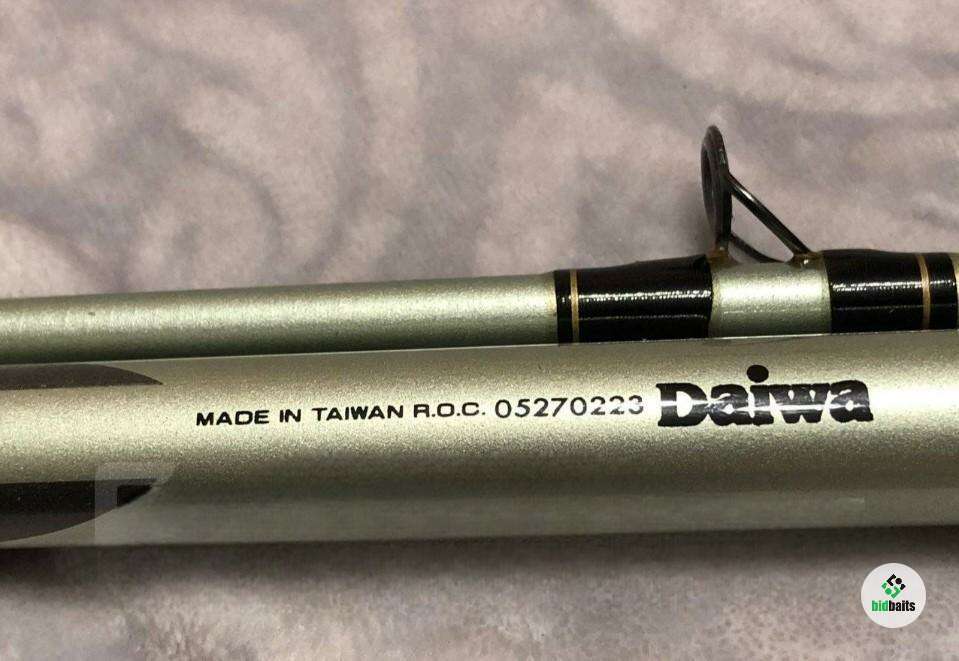 MADE IN TAIWAN R.O.C. 05270223 Daiwa
bidbaits